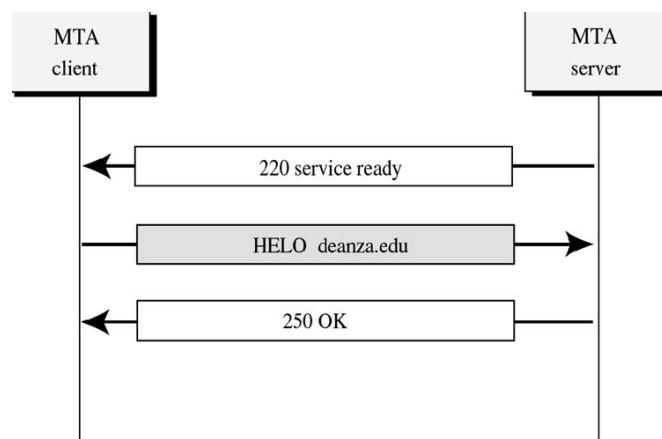 MTA
client
MTA
server
220 service ready
HELO deanza.edu
250 OK